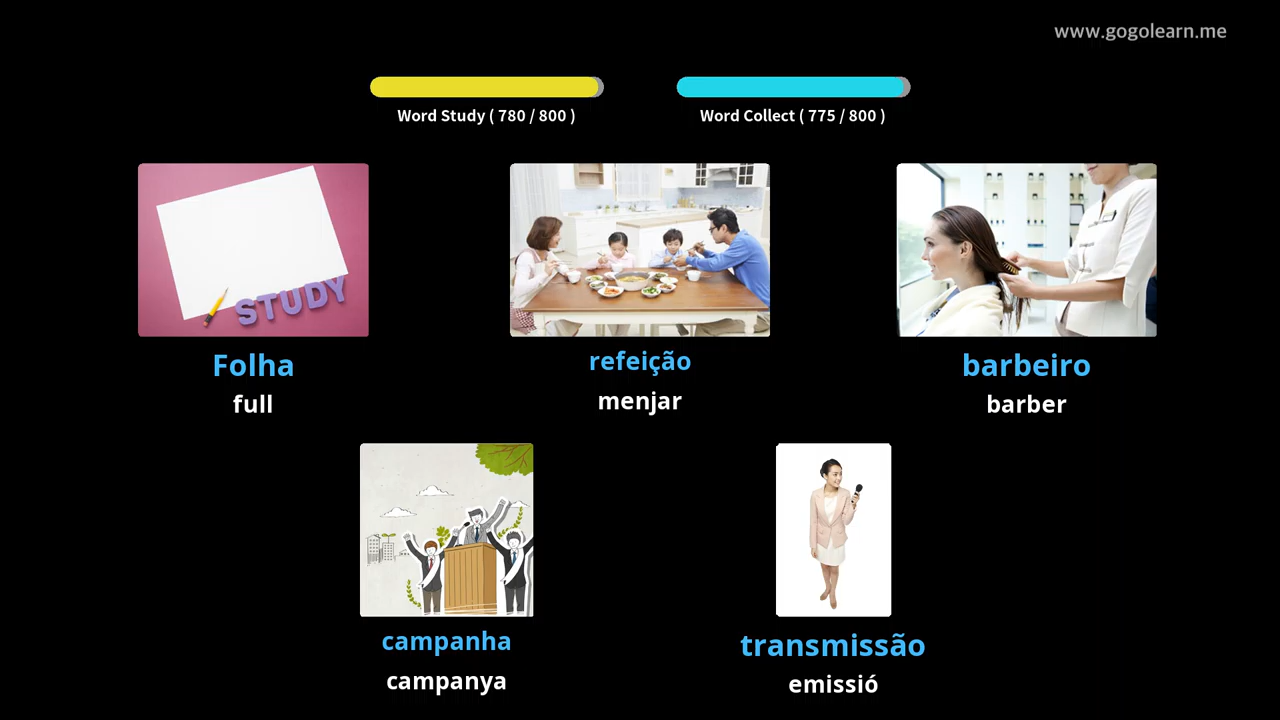 www.gogolearn.me
Word Study ( 780 / 800 )
Word Collect ( 775 / 800 )
STUDY
Folha
full
refeição
menjar
barbeiro
barber
campanha
campanya
transmissão
emissió